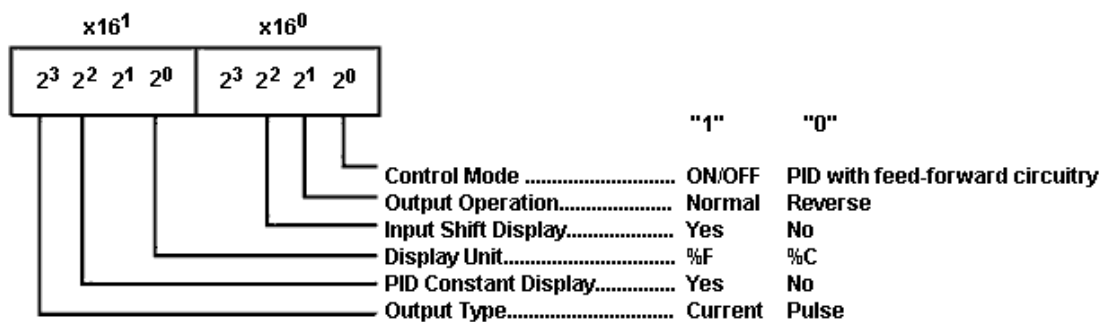 x16¹ x16⁰
2³ 2² 2¹ 2⁰ 2³ 2² 2¹ 2⁰
"1" "0"
Control Mode ............................ ON/OFF PID with feed-forward circuitry
Output Operation..................... Normal Reverse
Input Shift Display.................... Yes No
Display Unit............................... %F %C
PID Constant Display............... Yes No
Output Type.............................. Current Pulse